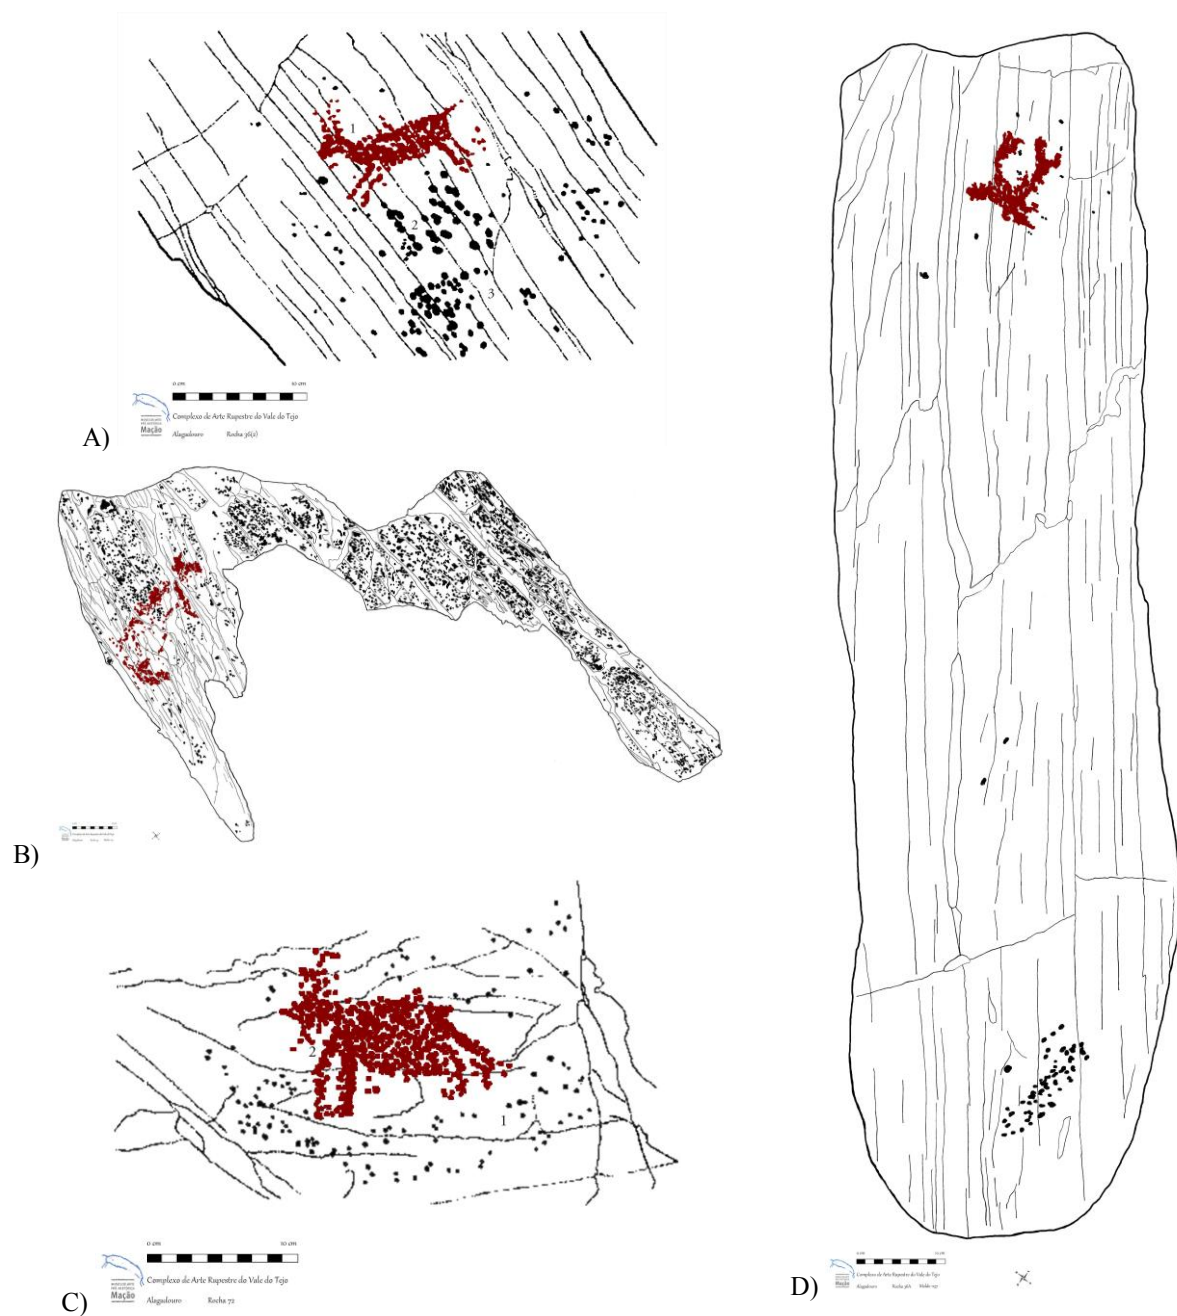 1
2
3
0 cm 10 cm
Complexo de Arte Rupestre do Vale do Tejo
Mação
Alagadouro Rocha 36(2)
A)
B)
2
1
0 cm 10 cm
Complexo de Arte Rupestre do Vale do Tejo
Mação
Alagadouro Rocha 72
C)
Complexo de Arte Rupestre do Vale do Tejo
Mação
Alagadouro
D)